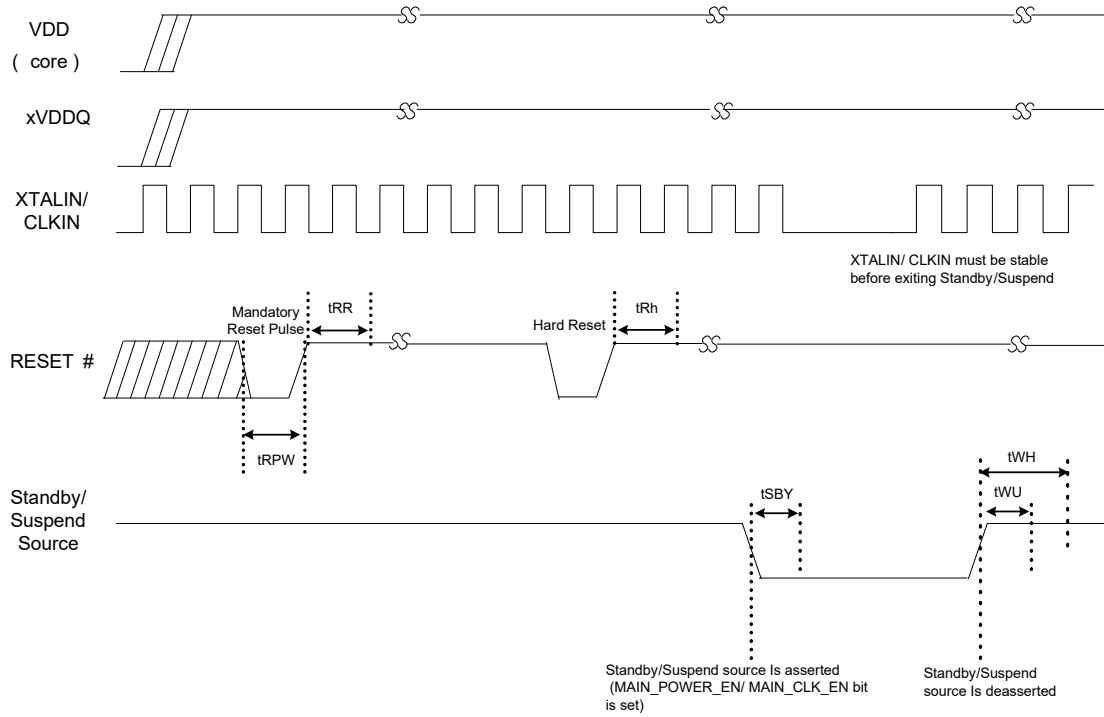 VDD
( core )
xVDDQ
XTALIN/
CLKIN
XTALIN/ CLKIN must be stable
before exiting Standby/Suspend
Mandatory
Reset Pulse
tRR
Hard Reset
tRh
RESET #
tRPW
Standby/
Suspend
Source
tSBY
tWH
tWU
Standby/Suspend source Is asserted
(MAIN_POWER_EN/ MAIN_CLK_EN bit
is set)
Standby/Suspend
source Is deasserted